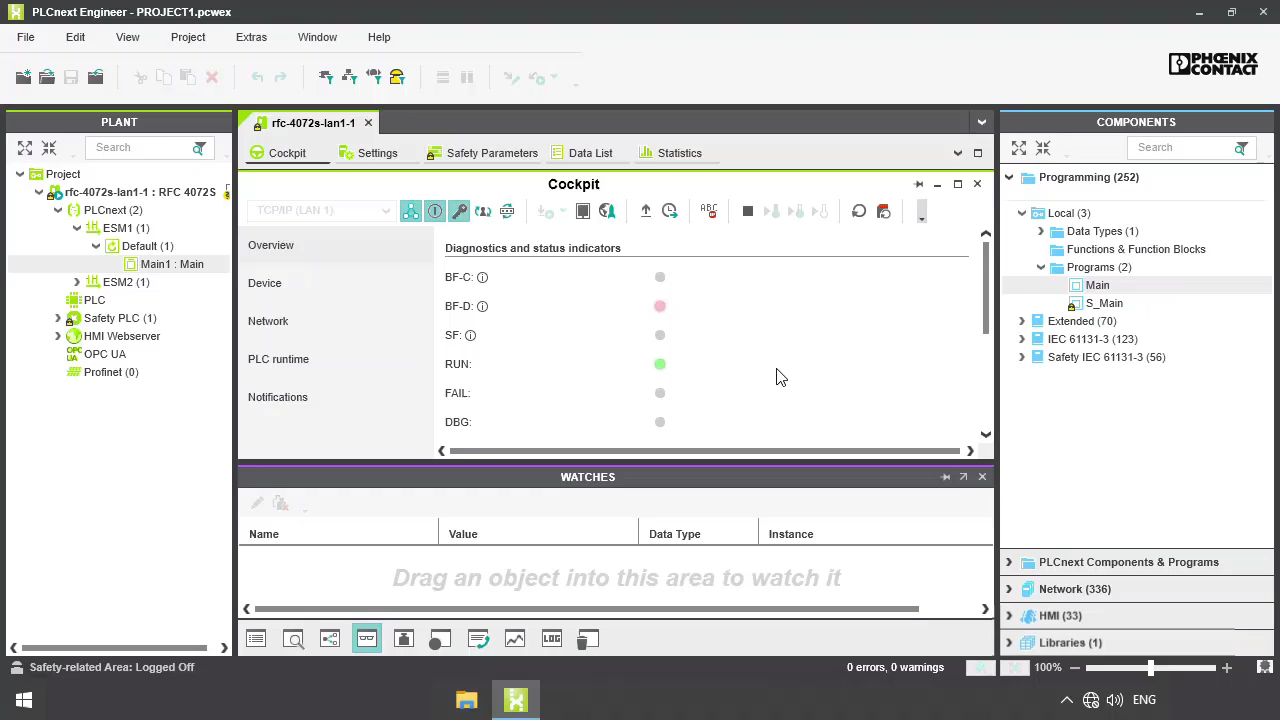 PLCnext Engineer - PROJECT1.pcwex
File Edit View Project Extras Window Help
PHOENIX CONTACT
PLANT
Search
Project
rfc-4072s-lan1-1 : RFC 4072S
PLCnext (2)
ESM1 (1)
Default (1)
Main1 : Main
ESM2 (1)
PLC
Safety PLC (1)
HMI Webserver
OPC UA
OPC UA
Profinet (0)
rfc-4072s-lan1-1
Cockpit Settings Safety Parameters Data List Statistics
Cockpit
TCP/IP (LAN 1)
ABC
Overview
Device
Network
PLC runtime
Notifications
Diagnostics and status indicators
BF-C:
BF-D:
SF:
RUN:
FAIL:
DBG:
WATCHES
Name Value Data Type Instance
Drag an object into this area to watch it
LOG
COMPONENTS
Search
Programming (252)
Local (3)
Data Types (1)
Functions & Function Blocks
Programs (2)
Main
S_Main
Extended (70)
IEC 61131-3 (123)
Safety IEC 61131-3 (56)
PLCnext Components & Programs
Network (336)
HMI (33)
Libraries (1)
Safety-related Area: Logged Off
0 errors, 0 warnings
100%
ENG